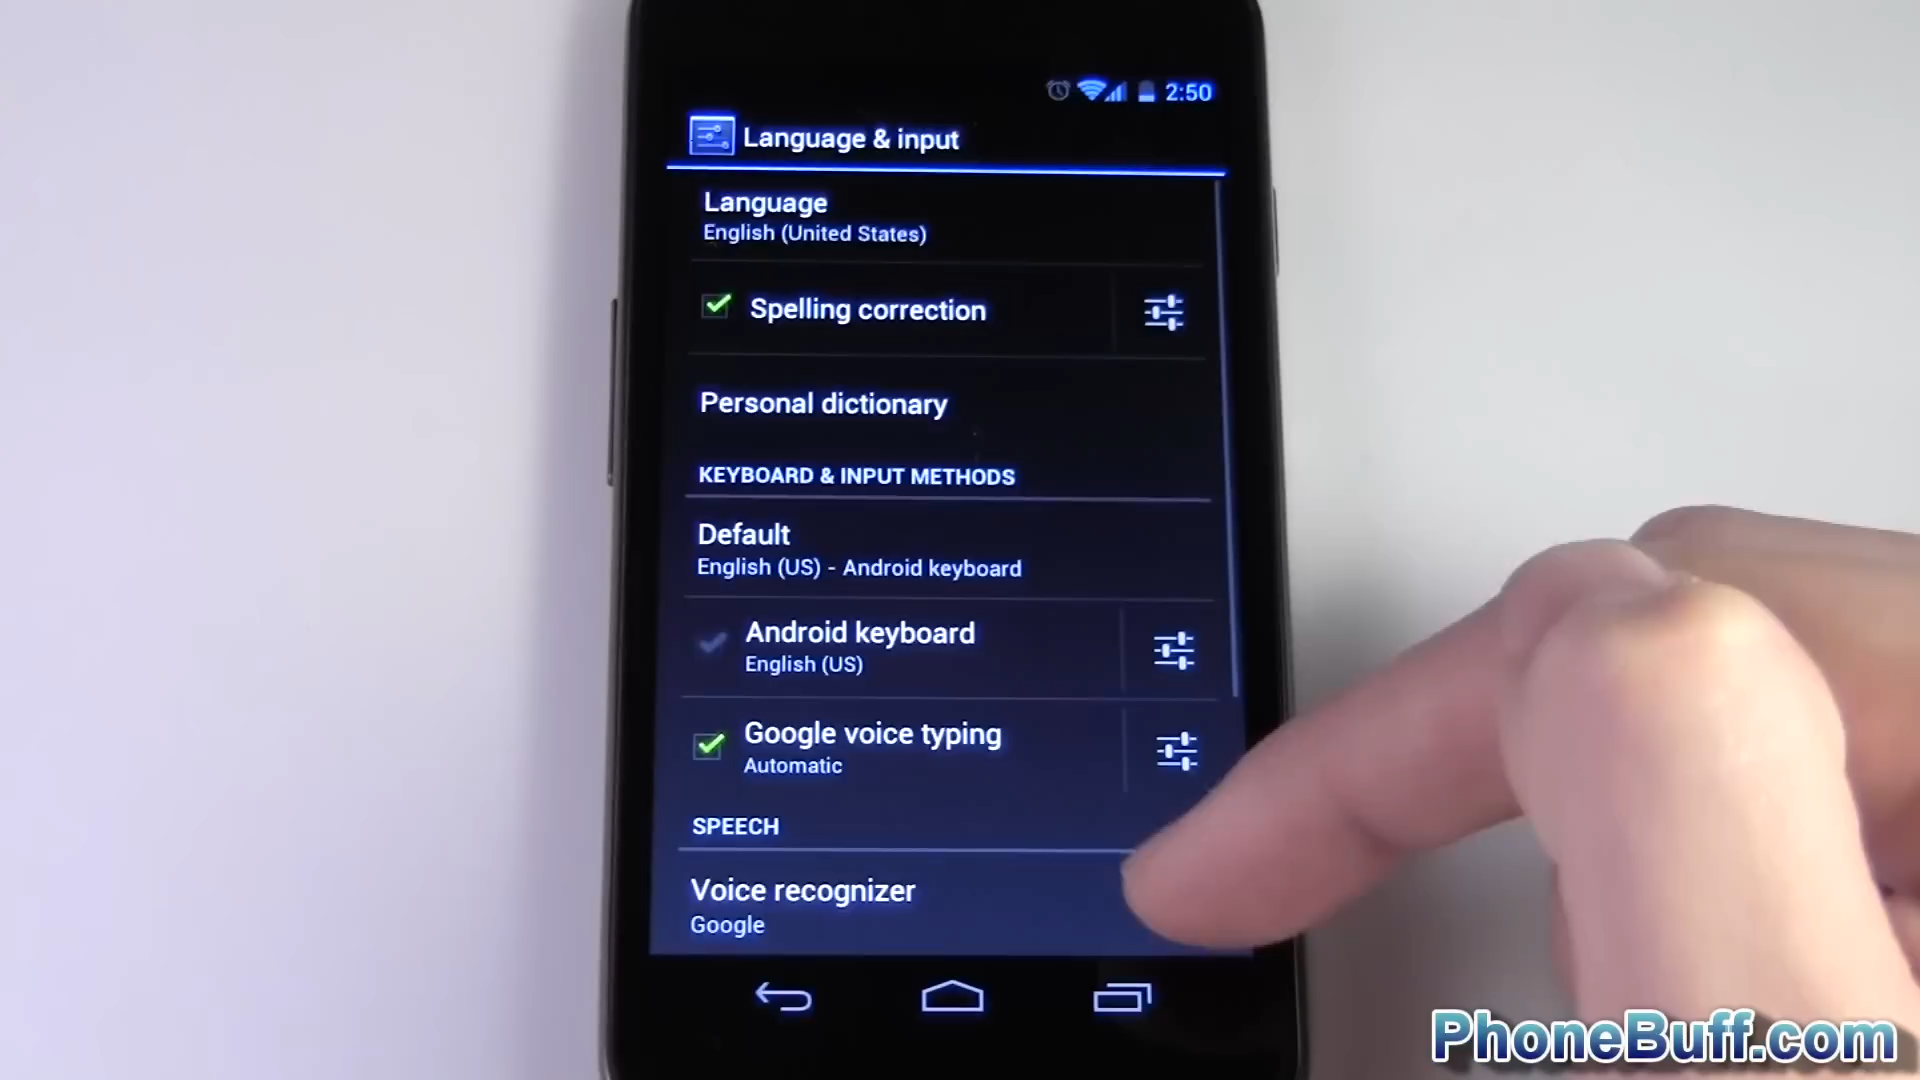 2:50
Language & input
Language
English (United States)
Spelling correction
Personal dictionary
KEYBOARD & INPUT METHODS
Default
English (US) - Android keyboard
Android keyboard
English (US)
Google voice typing
Automatic
SPEECH
Voice recognizer
Google
PhoneBuff.com